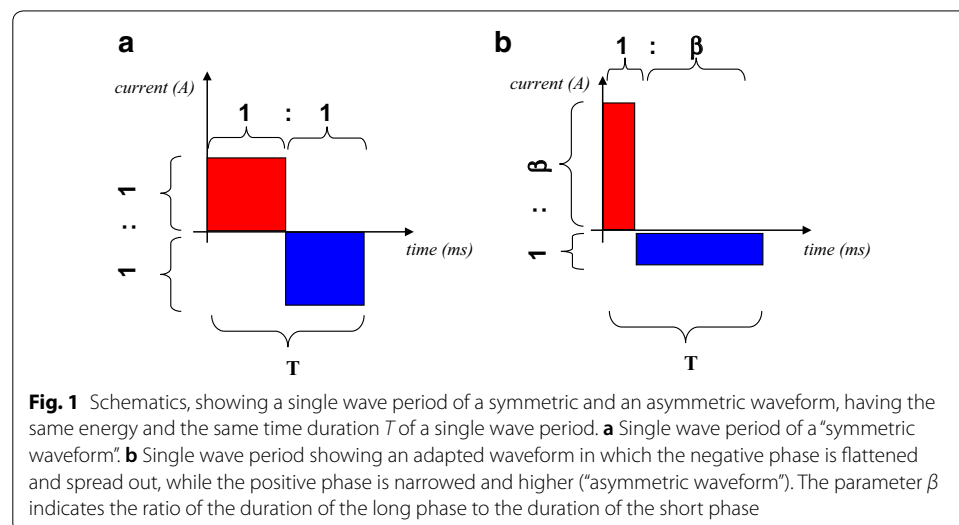 a
current (A)
1 : 1
1 : 1
time (ms)
T
b
1 : β
current (A)
1 : β
time (ms)
T
Fig. 1 Schematics, showing a single wave period of a symmetric and an asymmetric waveform, having the
same energy and the same time duration T of a single wave period. a Single wave period of a “symmetric
waveform”. b Single wave period showing an adapted waveform in which the negative phase is flattened
and spread out, while the positive phase is narrowed and higher (“asymmetric waveform”). The parameter β
indicates the ratio of the duration of the long phase to the duration of the short phase